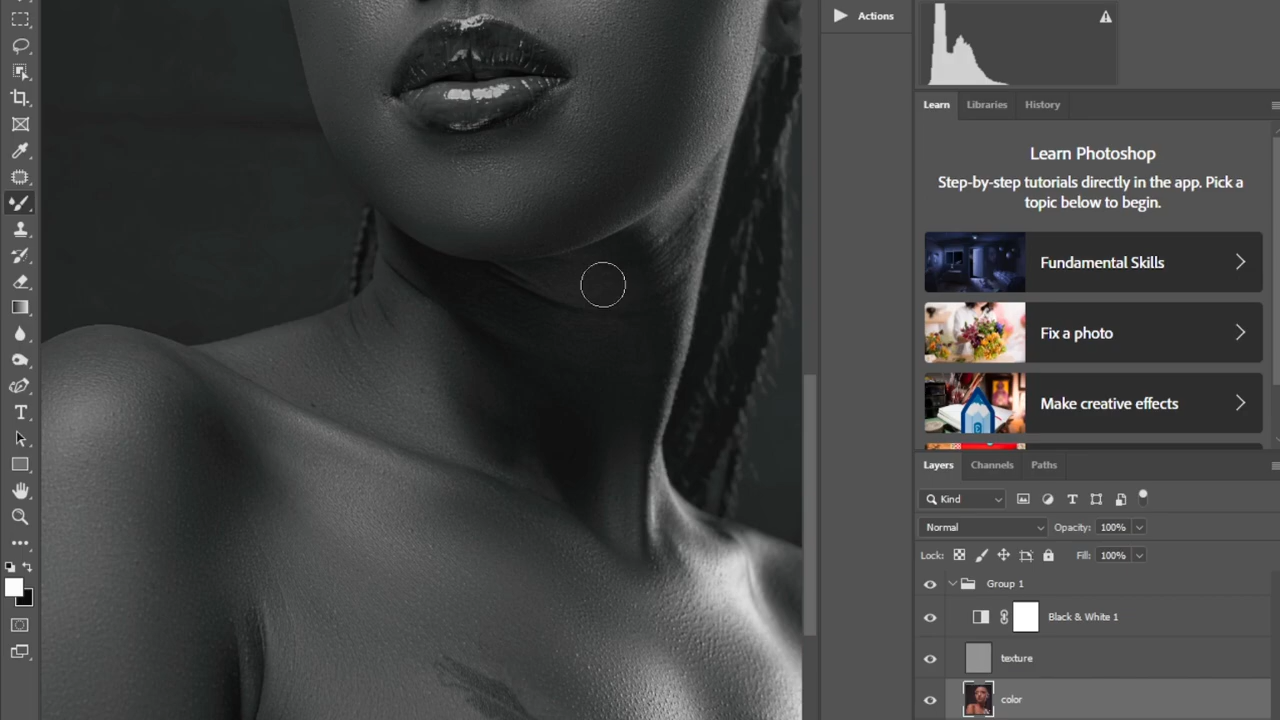 Actions
Learn
Libraries
History
Learn Photoshop
Step-by-step tutorials directly in the app. Pick a
topic below to begin.
Fundamental Skills
Fix a photo
Make creative effects
Layers
Channels
Paths
Kind
Normal
Opacity: 100%
Lock:
Fill: 100%
Group 1
Black & White 1
texture
color